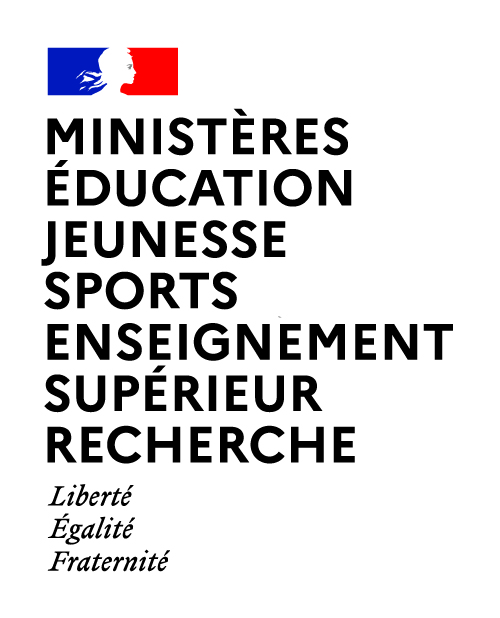 MINISTÈRES
ÉDUCATION
JEUNESSE
SPORTS
ENSEIGNEMENT
SUPÉRIEUR
RECHERCHE
Liberté
Égalité
Fraternité